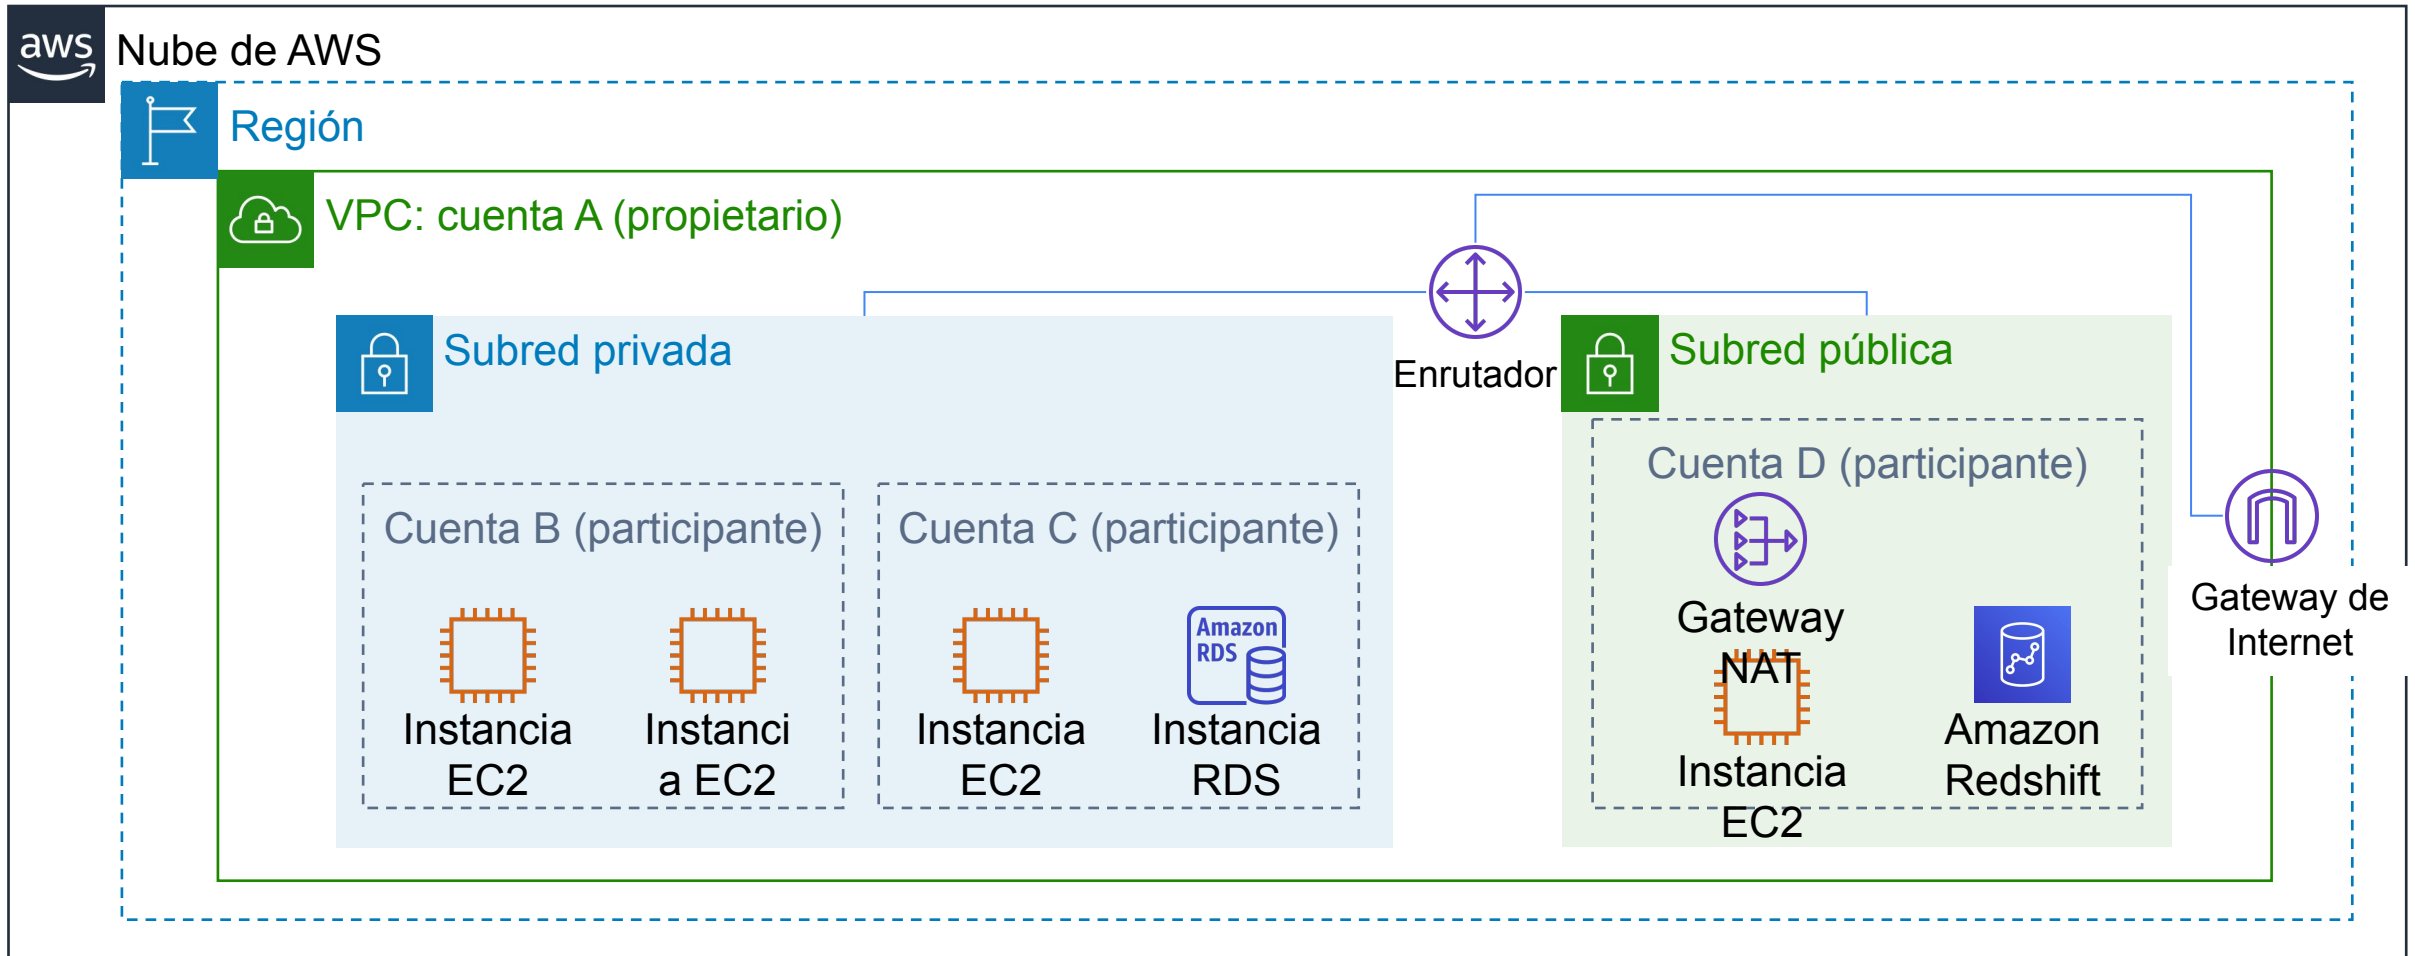 aws
Nube de AWS
Región
VPC: cuenta A (propietario)
Enrutador
Subred privada
Cuenta B (participante)
Instancia
EC2
Instanci
a EC2
Cuenta C (participante)
Instancia
EC2
Amazon
RDS
Instancia
RDS
Subred pública
Cuenta D (participante)
Gateway
NAT
Instancia
EC2
Amazon
Redshift
Gateway de
Internet